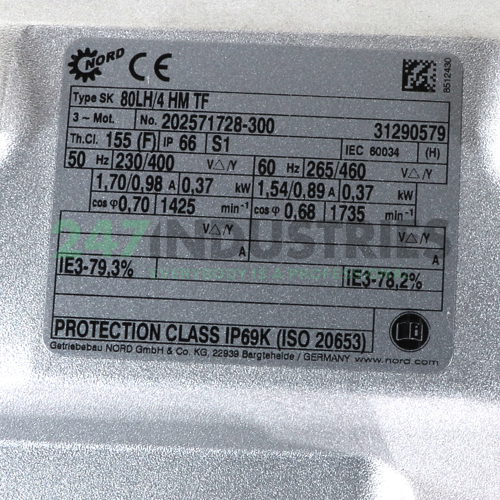 NORD CE
8512430
Type SK 80LH/4 HM TF
3 ~ Mot. No. 202571728-300 31290579
Th.Cl. 155 (F) IP 66 S1 IEC 60034 (H)
50 Hz 230/400 V△/Y 60 Hz 265/460 V△/Y
1,70/0,98 A 0,37 kW 1,54/0,89 A 0,37 kW
cos φ 0,70 1425 min⁻¹ cos φ 0,68 1735 min⁻¹
V△/Y V△/Y
A A
247 INDUSTRIES
IE3-79,3% IE3-78,2%
PROTECTION CLASS IP69K (ISO 20653)
Getriebebau NORD GmbH & Co. KG, 22939 Bargteheide / GERMANY www.nord.com